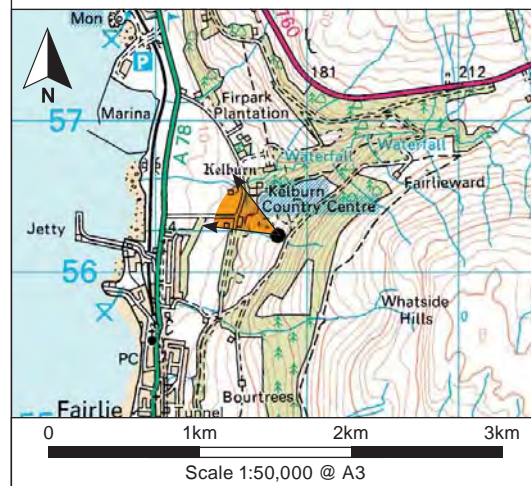 Mon
160
181
212
N
P
Firpark
Plantation
57
Marina
A 78
Waterfall
Waterfall
Kelburn
Kelburn
Country Centre
Fairlieward
Jetty
4
56
Whatside
Hills
PC
Bourtrees
Fairlie
Tunnel
0 1km 2km 3km
Scale 1:50,000 @ A3